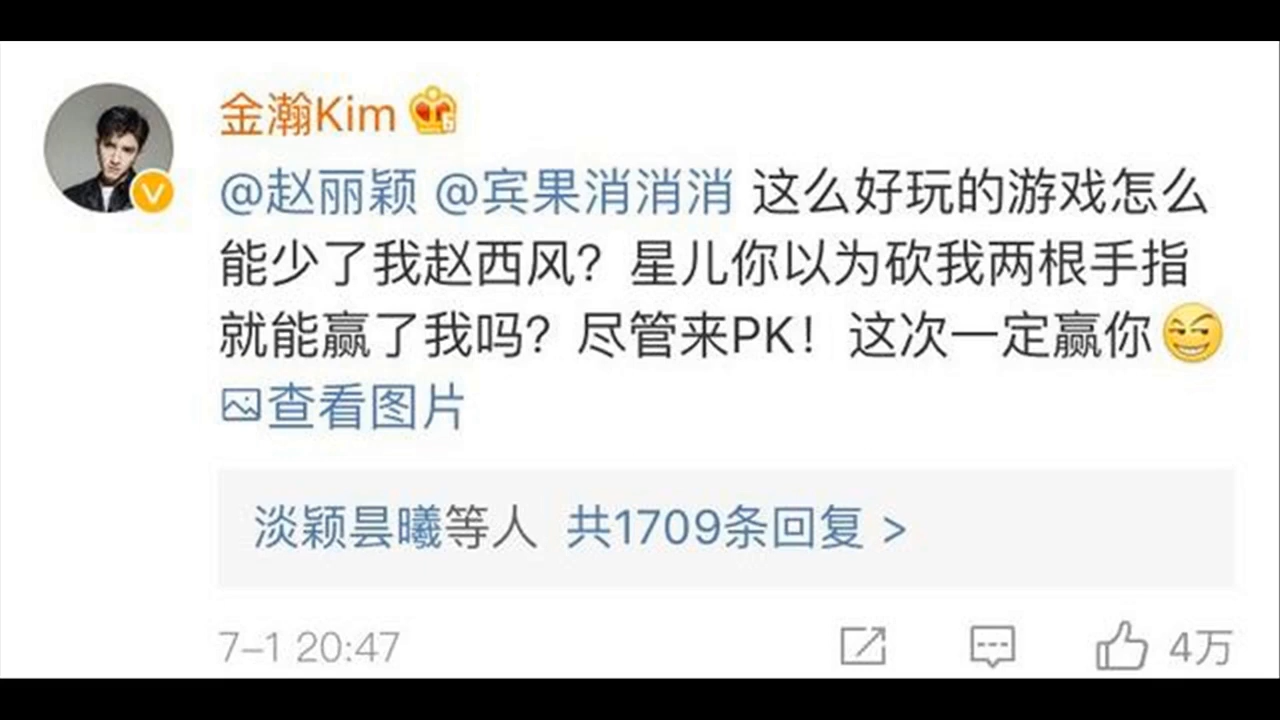 金瀚Kim
@赵丽颖 @宾果消消消 这么好玩的游戏怎么
能少了我赵西风？星儿你以为砍我两根手指
就能赢了我吗？尽管来PK！这次一定赢你
查看图片
淡颖昙曦等人 共1709条回复 >
7-1 20:47
4万